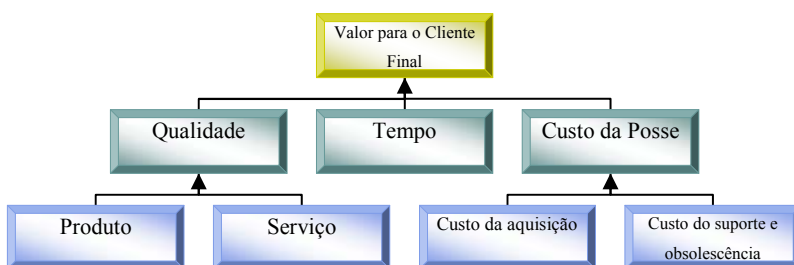 Valor para o Cliente
Final
Qualidade
Tempo
Custo da Posse
Produto
Serviço
Custo da aquisição
Custo do suporte e
obsolescência